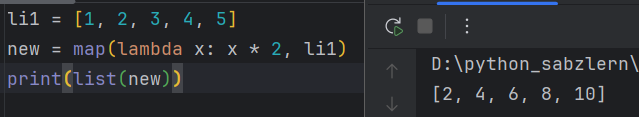 li1 = [1, 2, 3, 4, 5]
new = map(lambda x: x * 2, li1)
print(list(new))
D:\python_sabzlern\
[2, 4, 6, 8, 10]